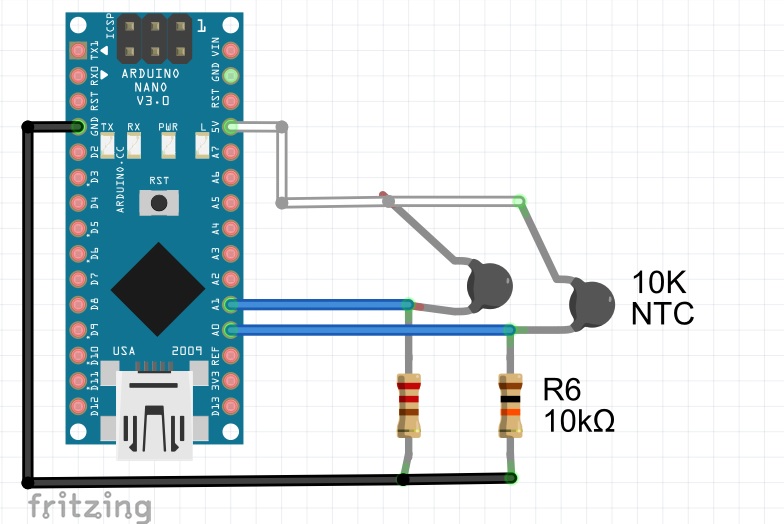 ICSP
1
TX1
RX0
RST
GND
D2
D3
D4
D5
D6
D7
D8
D9
D10
D11
D12
VIN
GND
RST
5V
A7
A6
A5
A4
A3
A2
A1
A0
REF
3V3
D13
ARDUINO
NANO
V3.0
TX RX PWR L
ARDUINO.CC
RST
USA 2009
10K
NTC
R6
10kΩ
fritzing